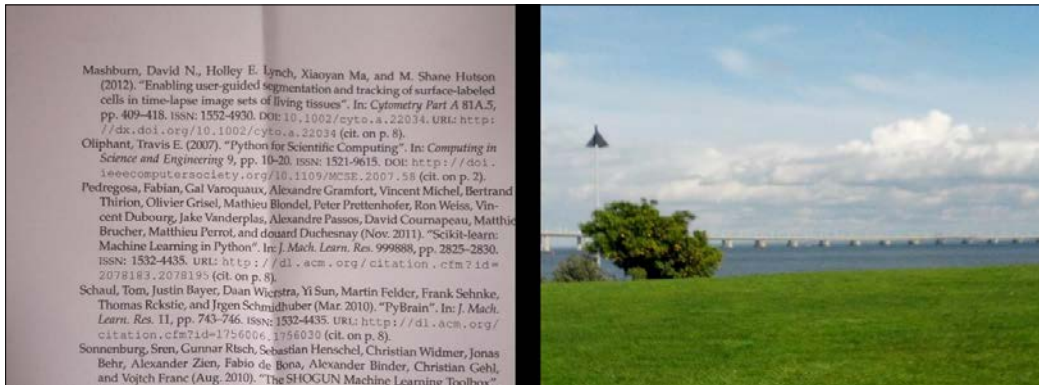 Mashburn, David N., Holley E. Lynch, Xiaoyan Ma, and M. Shane Hutson
(2012). "Enabling user-guided segmentation and tracking of surface-labeled
cells in time-lapse image sets of living tissues". In: Cytometry Part A 81A.5,
pp. 409–418. ISSN: 1552-4930. DOI: 10.1002/cyto.a.22034. URL: http:
//dx.doi.org/10.1002/cyto.a.22034 (cit. on p. 8).
Oliphant, Travis E. (2007). "Python for Scientific Computing". In: Computing in
Science and Engineering 9, pp. 10–20. ISSN: 1521-9615. DOI: http://doi.
ieeecomputersociety.org/10.1109/MCSE.2007.58 (cit. on p. 2).
Pedregosa, Fabian, Gal Varoquaux, Alexandre Gramfort, Vincent Michel, Bertrand
Thirion, Olivier Grisel, Mathieu Blondel, Peter Prettenhofer, Ron Weiss, Vin-
cent Dubourg, Jake Vanderplas, Alexandre Passos, David Cournapeau, Matthie
Brucher, Matthieu Perrot, and douard Duchesnay (Nov. 2011). "Scikit-learn:
Machine Learning in Python". In: J. Mach. Learn. Res. 999888, pp. 2825–2830.
ISSN: 1532-4435. URL: http://dl.acm.org/citation.cfm?id=
2078183.2078195 (cit. on p. 8).
Schaul, Tom, Justin Bayer, Daan Wierstra, Yi Sun, Martin Felder, Frank Sehnke,
Thomas Rckstie, and Jrgen Schmidhuber (Mar. 2010). "PyBrain". In: J. Mach.
Learn. Res. 11, pp. 743–746. ISSN: 1532-4435. URL: http://dl.acm.org/
citation.cfm?id=1756006.1756030 (cit. on p. 8).
Sonnenburg, Sren, Gunnar Rtsch, Sebastian Henschel, Christian Widmer, Jonas
Behr, Alexander Zien, Fabio de Bona, Alexander Binder, Christian Gehl,
and Vojtch Franc (Aug. 2010). "The SHOGUN Machine Learning Toolbox"